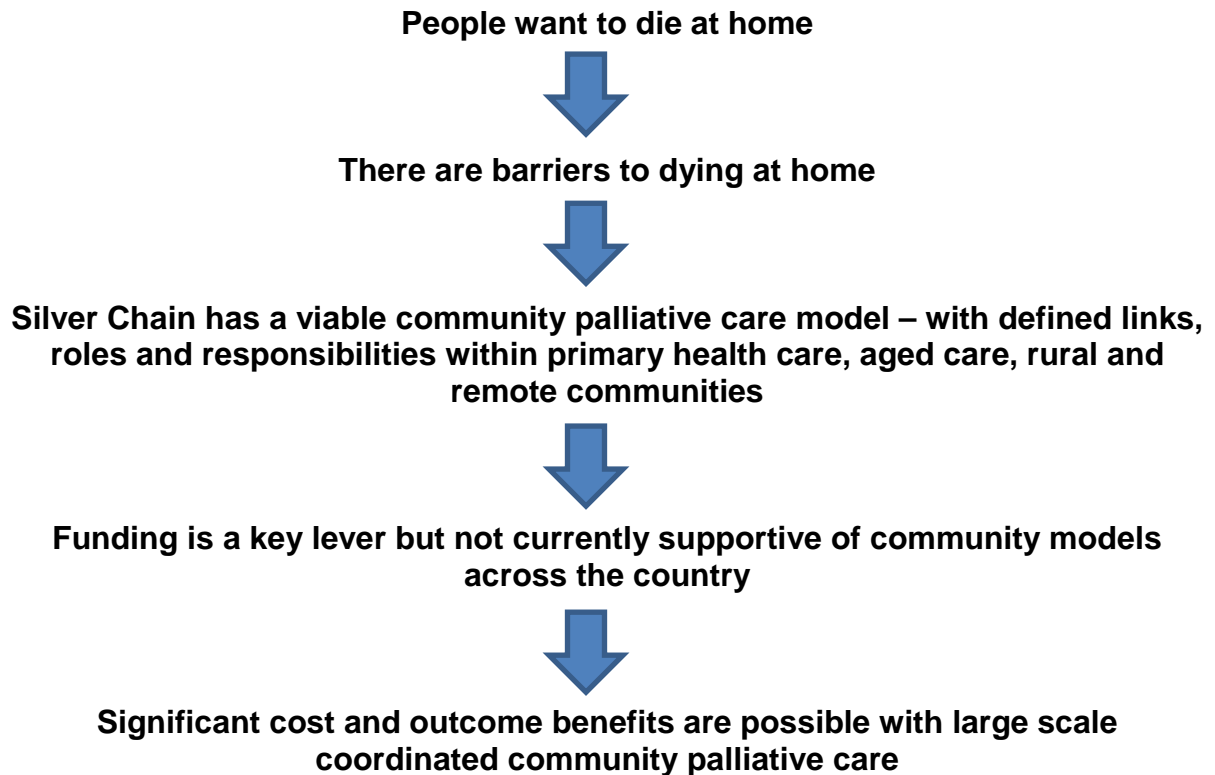 People want to die at home
There are barriers to dying at home
Silver Chain has a viable community palliative care model – with defined links,
roles and responsibilities within primary health care, aged care, rural and
remote communities
Funding is a key lever but not currently supportive of community models
across the country
Significant cost and outcome benefits are possible with large scale
coordinated community palliative care